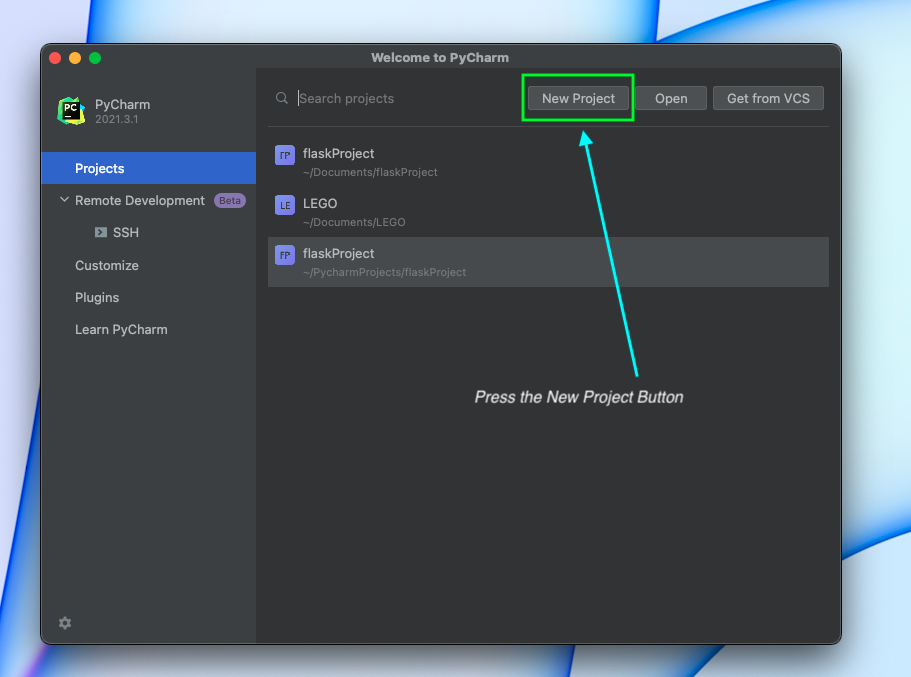 Welcome to PyCharm
PC
PyCharm
2021.3.1
Search projects
New Project
Open
Get from VCS
Projects
Remote Development
Beta
SSH
Customize
Plugins
Learn PyCharm
FP
flaskProject
~/Documents/flaskProject
LE
LEGO
~/Documents/LEGO
FP
flaskProject
~/PycharmProjects/flaskProject
Press the New Project Button